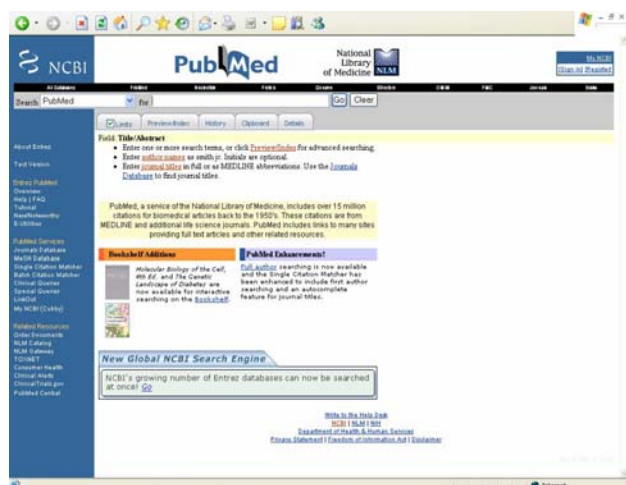 NCBI
PubMed
National
Library
of Medicine NLM
My NCBI
[Sign In] [Register]
All Databases
PubMed
Nucleotide
Protein
Genome
Structure
OMIM
PMC
Journals
Books
Search PubMed for Go Clear
Limits Preview/Index History Clipboard Details
Field: Title/Abstract
About Entrez
Text Version
Entrez PubMed
Overview
Help | FAQ
Tutorial
New/Noteworthy
E-Utilities
PubMed Services
Journals Database
MeSH Database
Single Citation Matcher
Batch Citation Matcher
Clinical Queries
Special Queries
LinkOut
My NCBI (Cubby)
Related Resources
Order Documents
NLM Catalog
NLM Gateway
TOXNET
Consumer Health
Clinical Alerts
ClinicalTrials.gov
PubMed Central
• Enter one or more search terms, or click Preview/Index for advanced searching.
• Enter author names as smith jc. Initials are optional.
• Enter journal titles in full or as MEDLINE abbreviations. Use the Journals
Database to find journal titles.
PubMed, a service of the National Library of Medicine, includes over 15 million
citations for biomedical articles back to the 1950's. These citations are from
MEDLINE and additional life science journals. PubMed includes links to many sites
providing full text articles and other related resources.
Bookshelf Additions
Molecular Biology of the Cell,
4th Ed. and The Genetic
Landscape of Diabetes are
now available for interactive
searching on the Bookshelf.
PubMed Enhancements!
Full author searching is now available
and the Single Citation Matcher has
been enhanced to include first author
searching and an autocomplete
feature for journal titles.
New Global NCBI Search Engine
NCBI's growing number of Entrez databases can now be searched
at once! Go
Write to the Help Desk
NCBI | NLM | NIH
Department of Health & Human Services
Privacy Statement | Freedom of Information Act | Disclaimer
Internet